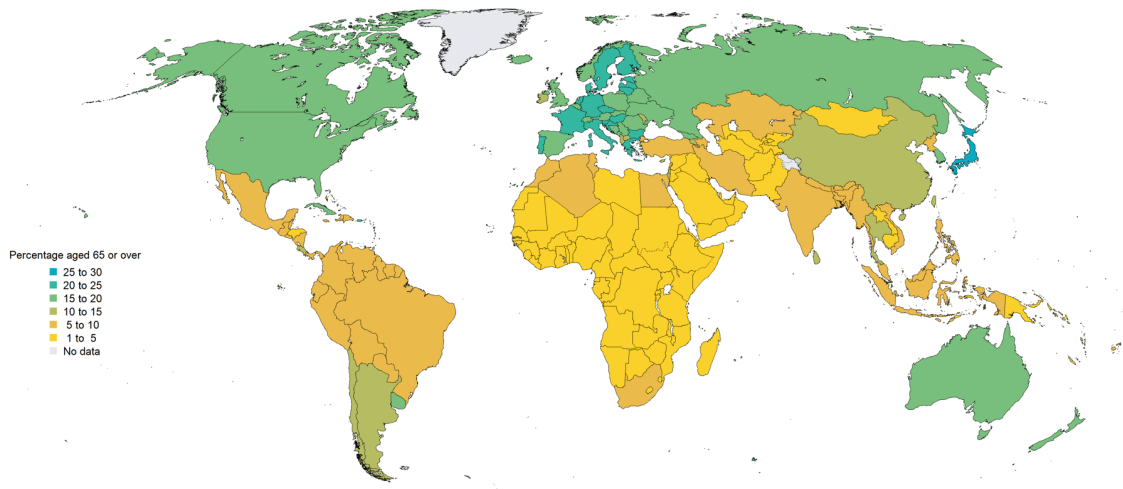 Percentage aged 65 or over
25 to 30
20 to 25
15 to 20
10 to 15
5 to 10
1 to 5
No data